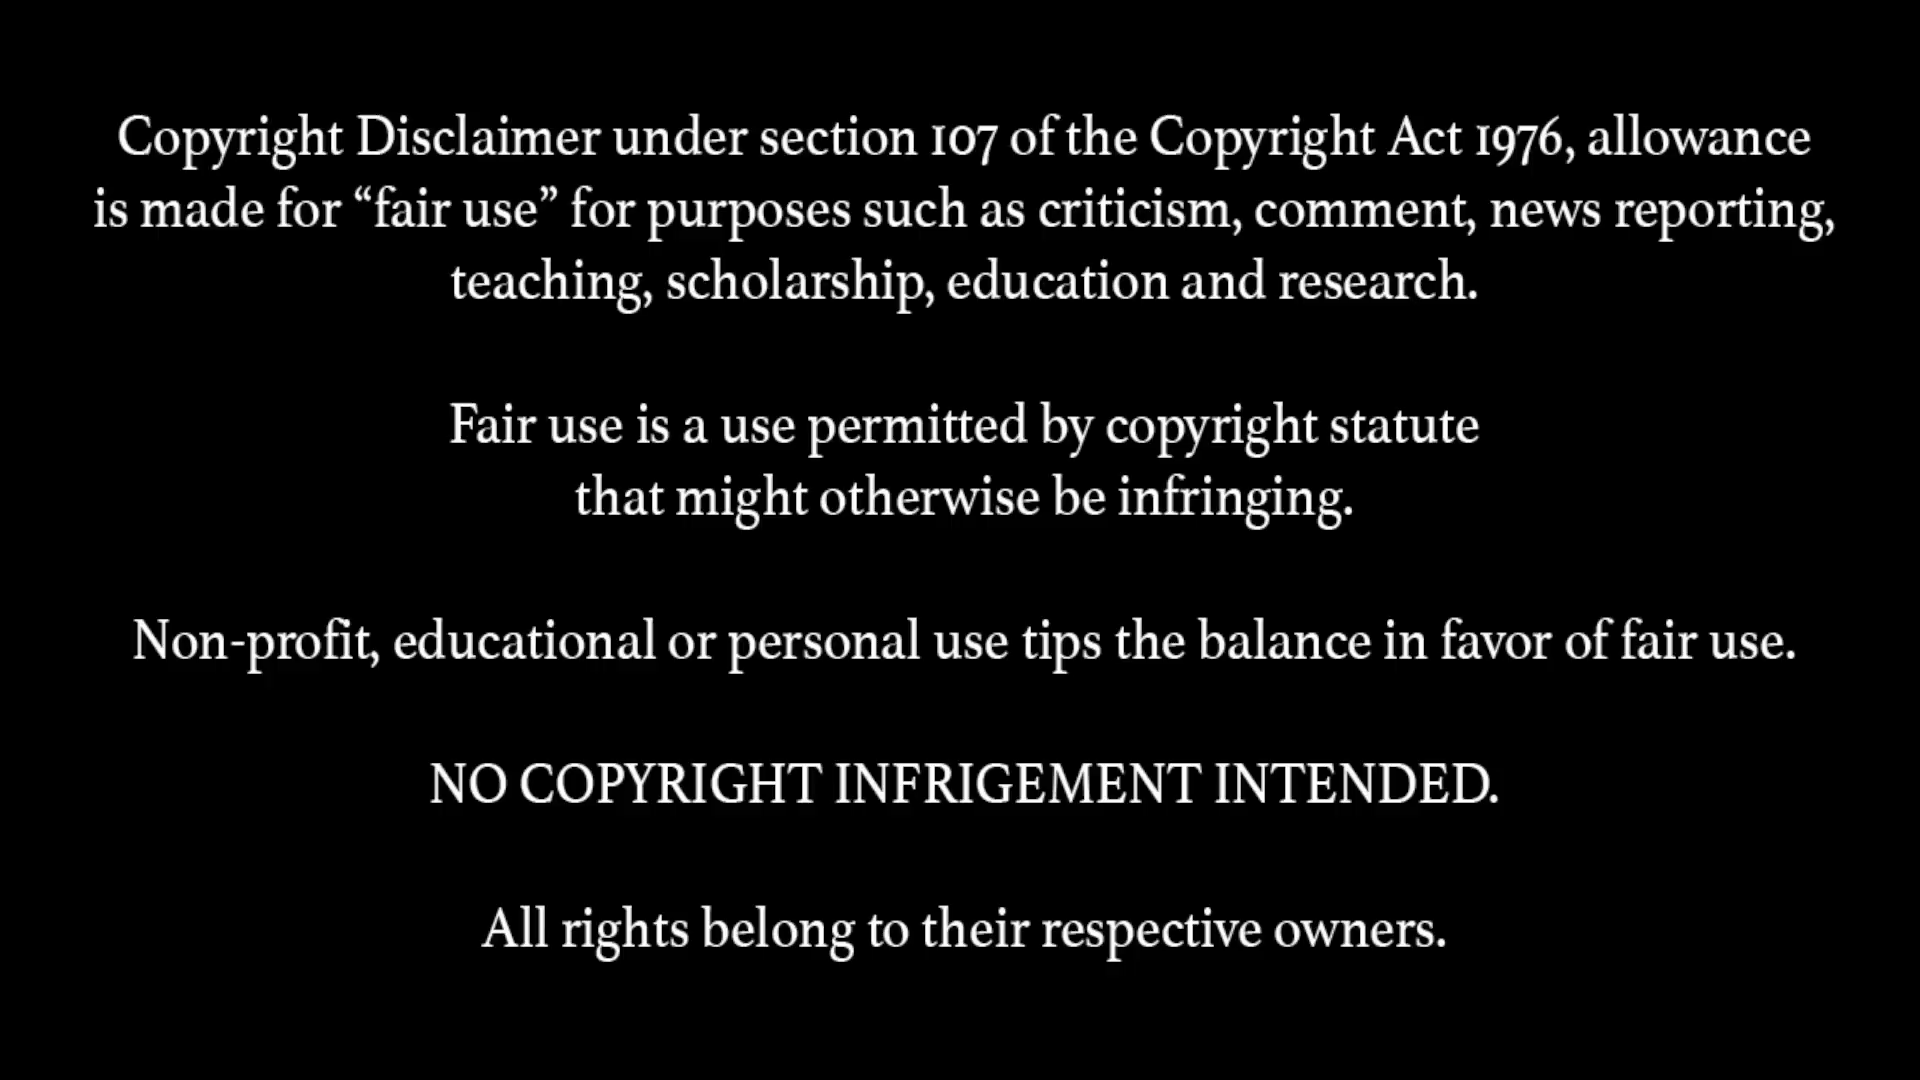 Copyright Disclaimer under section 107 of the Copyright Act 1976, allowance
is made for “fair use” for purposes such as criticism, comment, news reporting,
teaching, scholarship, education and research.
Fair use is a use permitted by copyright statute
that might otherwise be infringing.
Non-profit, educational or personal use tips the balance in favor of fair use.
NO COPYRIGHT INFRIGEMENT INTENDED.
All rights belong to their respective owners.